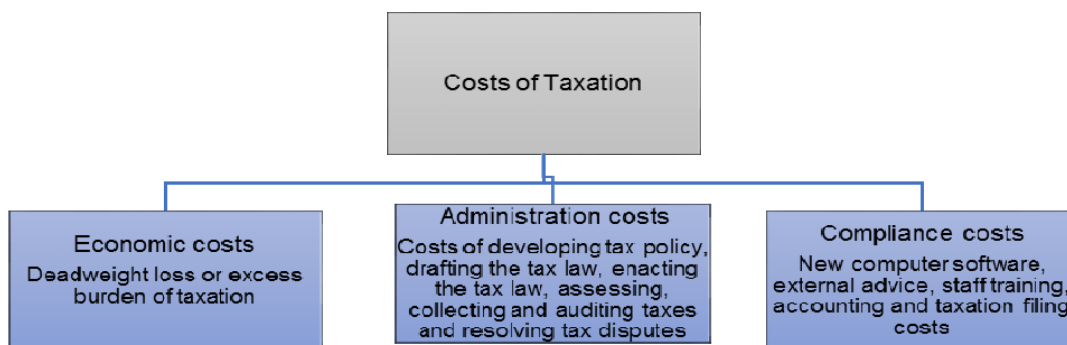 Costs of Taxation
Economic costs
Deadweight loss or excess
burden of taxation
Administration costs
Costs of developing tax policy,
drafting the tax law, enacting
the tax law, assessing,
collecting and auditing taxes
and resolving tax disputes
Compliance costs
New computer software,
external advice, staff training,
accounting and taxation filing
costs